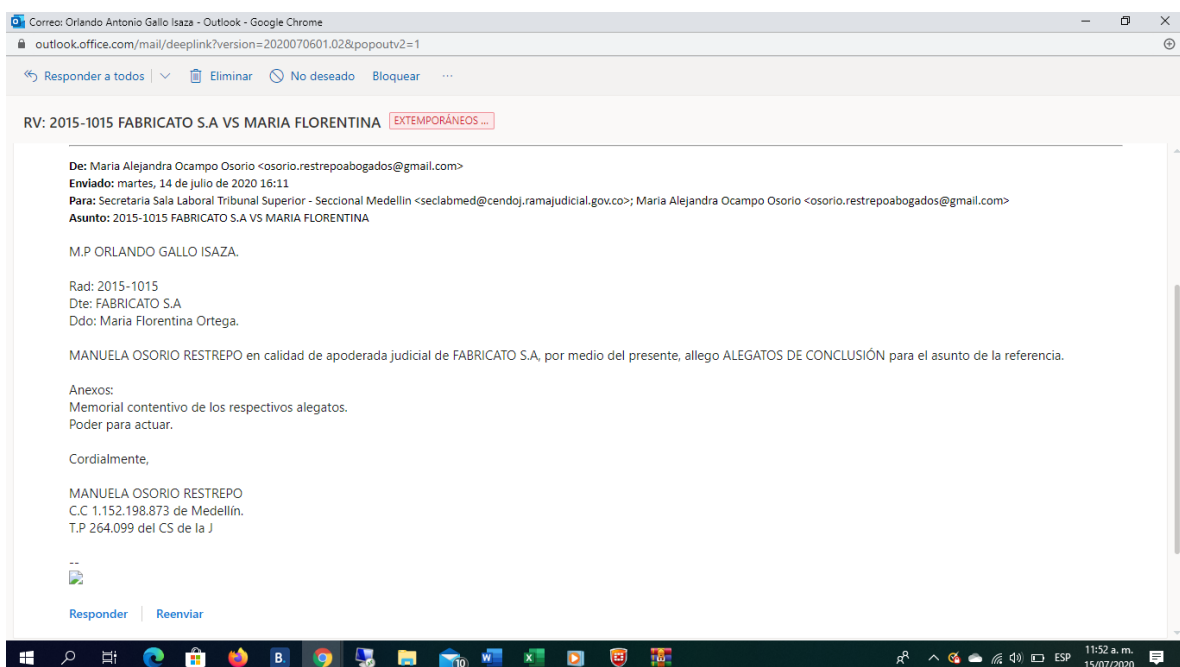 Correo: Orlando Antonio Gallo Isaza - Outlook - Google Chrome
outlook.office.com/mail/deeplink?version=2020070601.02&popoutv2=1
Responder a todos Eliminar No deseado Bloquear ...
RV: 2015-1015 FABRICATO S.A VS MARIA FLORENTINA EXTEMPORÁNEOS ...
De: Maria Alejandra Ocampo Osorio <osorio.restrepoabogados@gmail.com>
Enviado: martes, 14 de julio de 2020 16:11
Para: Secretaria Sala Laboral Tribunal Superior - Seccional Medellin <seclabmed@cendoj.ramajudicial.gov.co>; Maria Alejandra Ocampo Osorio <osorio.restrepoabogados@gmail.com>
Asunto: 2015-1015 FABRICATO S.A VS MARIA FLORENTINA
M.P ORLANDO GALLO ISAZA.
Rad: 2015-1015
Dte: FABRICATO S.A
Ddo: Maria Florentina Ortega.
MANUELA OSORIO RESTREPO en calidad de apoderada judicial de FABRICATO S.A, por medio del presente, allego ALEGATOS DE CONCLUSIÓN para el asunto de la referencia.
Anexos:
Memorial contentivo de los respectivos alegatos.
Poder para actuar.
Cordialmente,
MANUELA OSORIO RESTREPO
C.C 1.152.198.873 de Medellín.
T.P 264.099 del CS de la J
--
Responder Reenviar
B. 10 ESP 11:52 a. m.
15/07/2020